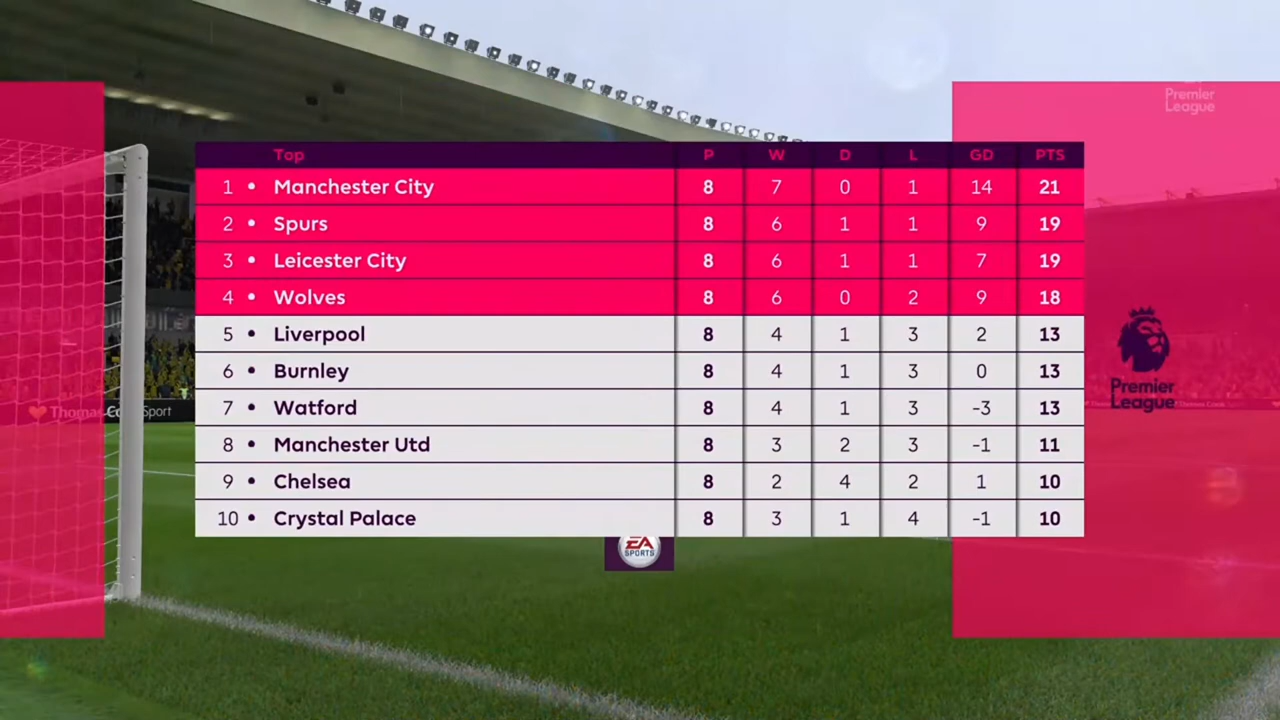 Premier
League
Top P W D L GD PTS
1 • Manchester City 8 7 0 1 14 21
2 • Spurs 8 6 1 1 9 19
3 • Leicester City 8 6 1 1 7 19
4 • Wolves 8 6 0 2 9 18
5 • Liverpool 8 4 1 3 2 13
6 • Burnley 8 4 1 3 0 13
7 • Watford 8 4 1 3 -3 13
8 • Manchester Utd 8 3 2 3 -1 11
9 • Chelsea 8 2 4 2 1 10
10 • Crystal Palace 8 3 1 4 -1 10
Premier
League
Thomas Cook Sport
EA
SPORTS